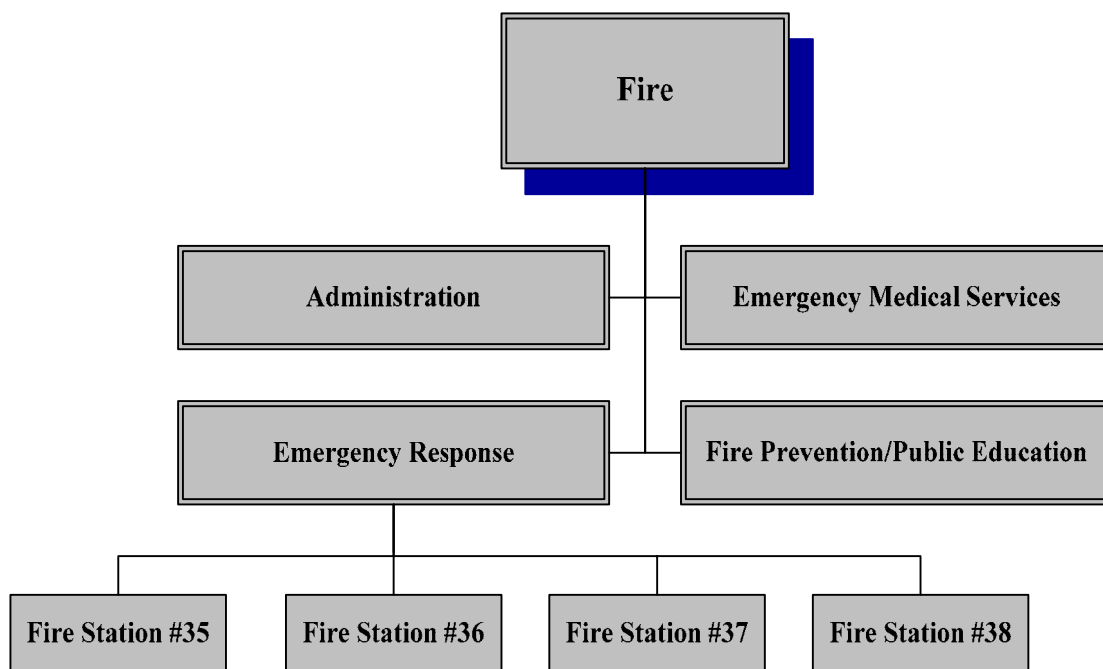 Fire
Administration
Emergency Medical Services
Emergency Response
Fire Prevention/Public Education
Fire Station #35
Fire Station #36
Fire Station #37
Fire Station #38